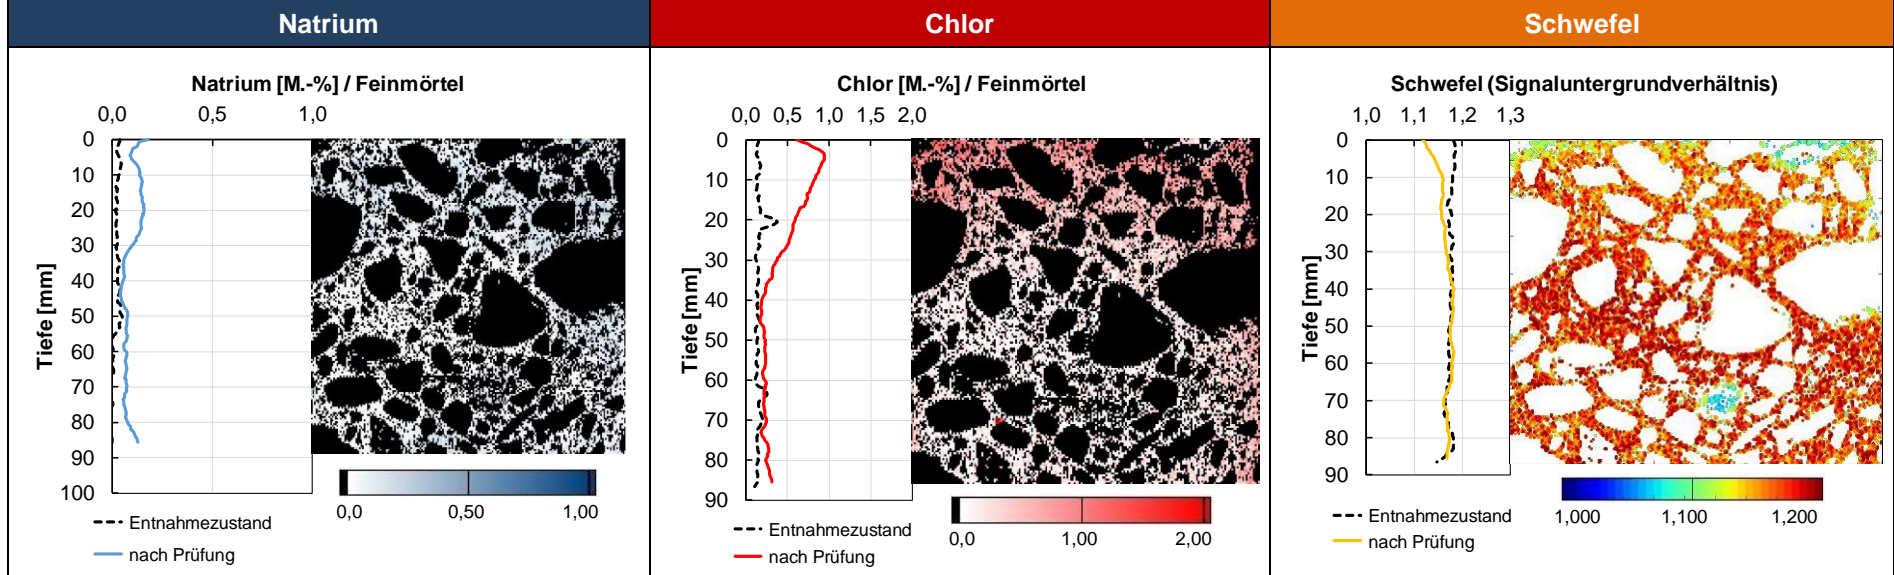 Natrium
Chlor
Schwefel
Natrium [M.-%] / Feinmörtel
0,0 0,5 1,0
0
10
20
30
40
50
60
70
80
90
100
Tiefe [mm]
0,0 0,50 1,00
Entnahmezustand
nach Prüfung
Chlor [M.-%] / Feinmörtel
0,0 0,5 1,0 1,5 2,0
0
10
20
30
40
50
60
70
80
90
Tiefe [mm]
0,0 1,00 2,00
Entnahmezustand
nach Prüfung
Schwefel (Signaluntergrundverhältnis)
1,0 1,1 1,2 1,3
0
10
20
30
40
50
60
70
80
90
Tiefe [mm]
1,000 1,100 1,200
Entnahmezustand
nach Prüfung